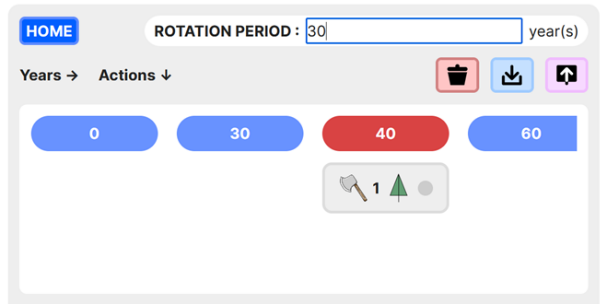 HOME ROTATION PERIOD : 30 year(s)
Years → Actions ↓
0 30 40 60
1